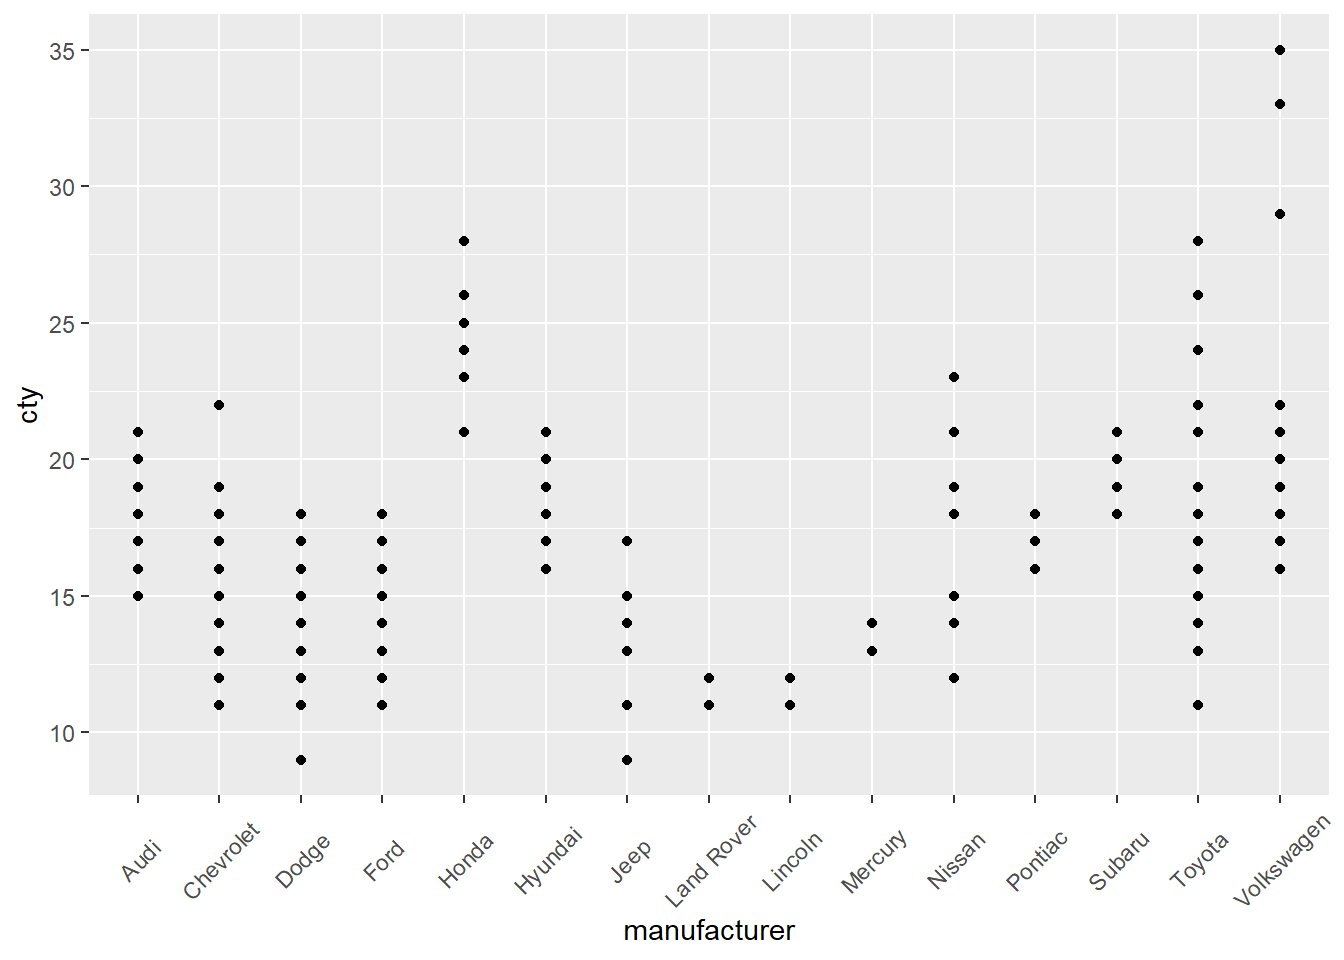 35
30
25
20
15
10
cty
Audi
Chevrolet
Dodge
Ford
Honda
Hyundai
Jeep
Land Rover
Lincoln
Mercury
Nissan
Pontiac
Subaru
Toyota
Volkswagen
manufacturer